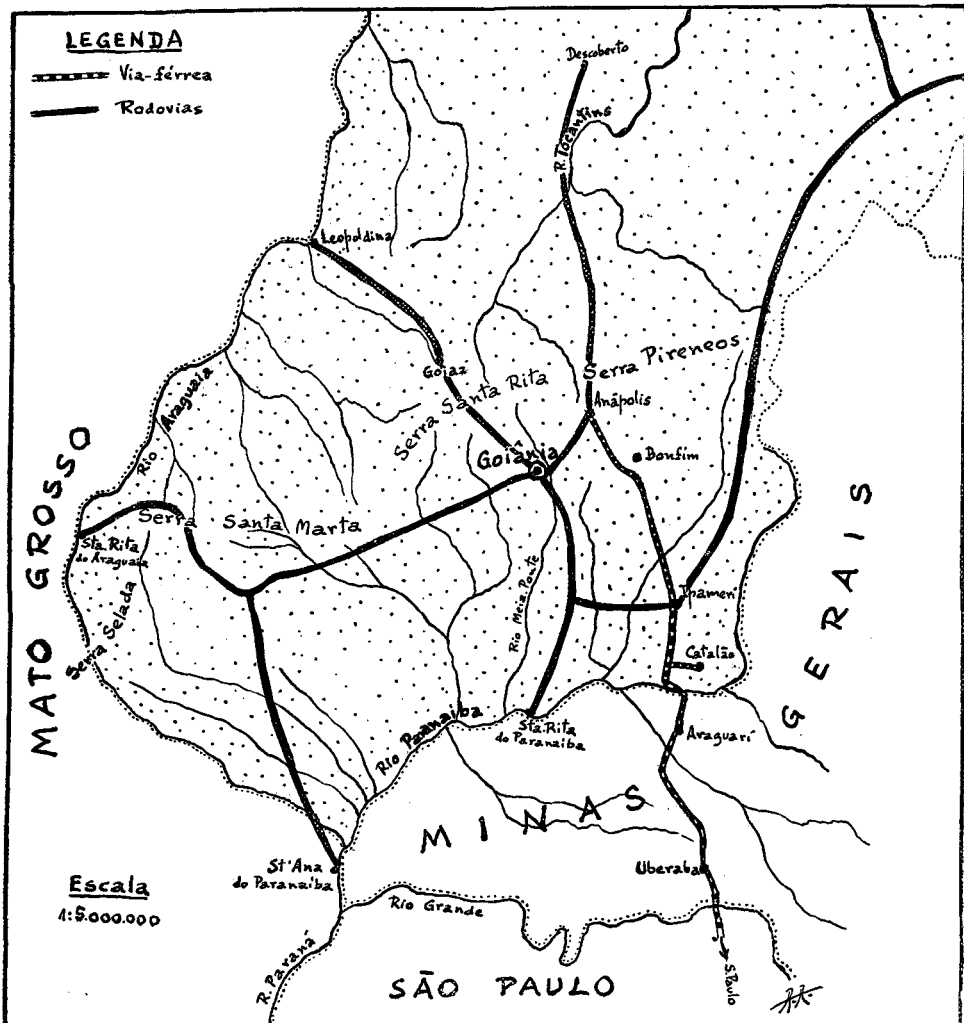 LEGENDA
Via-férrea
Rodovias
Descoberto
R. Tocantins
Leopoldina
Goiaz
Serra Santa Rita
Serra Pireneos
Anápolis
Rio Araguaia
Goiânia
Bonfim
MATO GROSSO
Serra Santa Marta
Sta. Rita
do Araguaia
Serra Selada
Rio Meia Ponte
Ipamerí
Catalão
GERAIS
Rio Paranaiba
Sta. Rita
do Paranaiba
Araguarí
MINAS
St'Ana
do Paranaiba
Uberaba
Escala
1:5.000.000
Rio Grande
R. Paraná
SÃO PAULO
S. Paulo